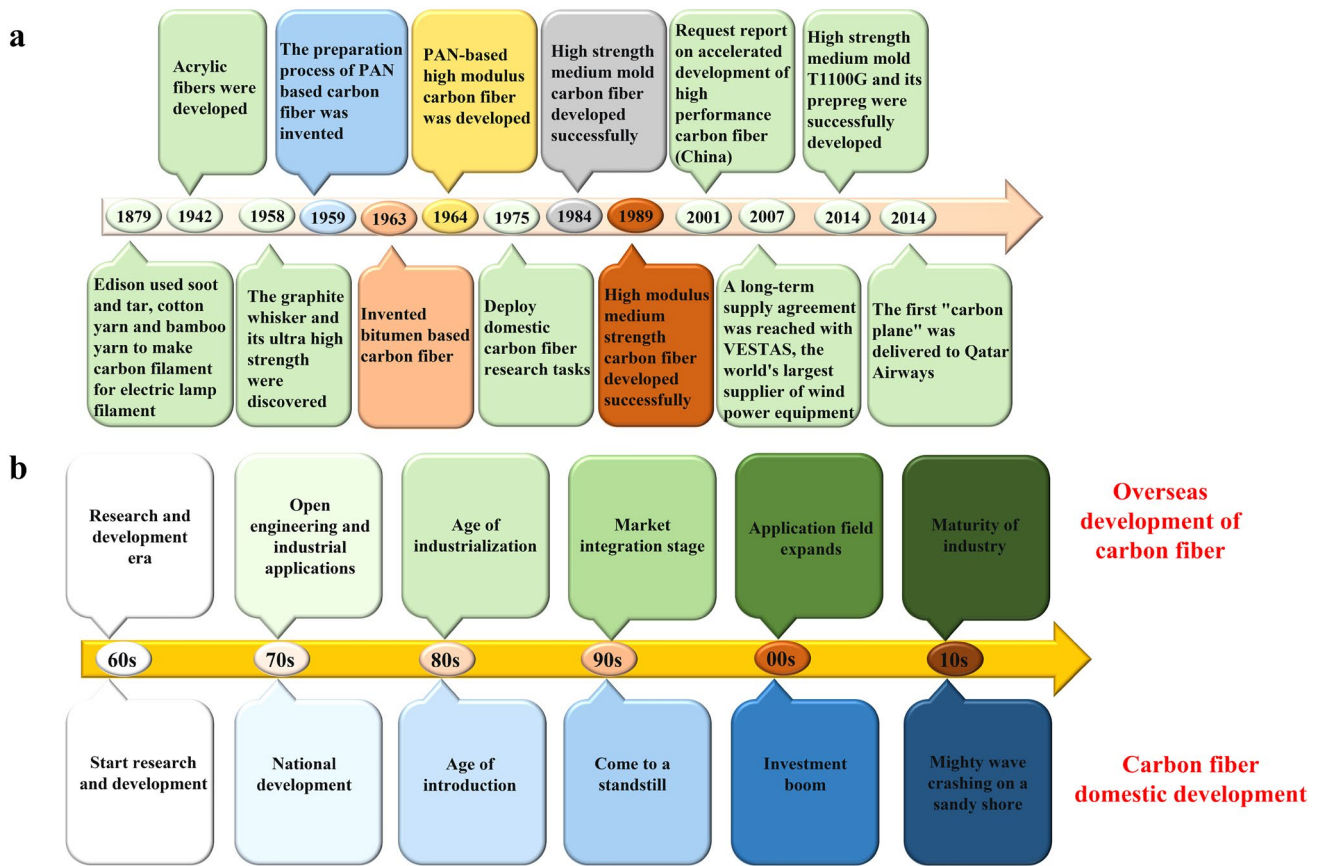 a
Acrylic
fibers were
developed
The preparation
process of PAN
based carbon
fiber was
invented
PAN-based
high modulus
carbon fiber
was developed
High strength
medium mold
carbon fiber
developed
successfully
Request report
on accelerated
development of
high
performance
carbon fiber
(China)
High strength
medium mold
T1100G and its
prepreg were
successfully
developed
1879 1942 1958 1959 1963 1964 1975 1984 1989 2001 2007 2014 2014
Edison used soot
and tar, cotton
yarn and bamboo
yarn to make
carbon filament
for electric lamp
filament
The graphite
whisker and
its ultra high
strength
were
discovered
Invented
bitumen based
carbon fiber
Deploy
domestic
carbon fiber
research tasks
High modulus
medium
strength
carbon fiber
developed
successfully
A long-term
supply agreement
was reached with
VESTAS, the
world's largest
supplier of wind
power equipment
The first "carbon
plane" was
delivered to Qatar
Airways
b
Research and
development
era
Open
engineering and
industrial
applications
Age of
industrialization
Market
integration stage
Application field
expands
Maturity of
industry
Overseas
development of
carbon fiber
60s 70s 80s 90s 00s 10s
Start research
and development
National
development
Age of
introduction
Come to a
standstill
Investment
boom
Mighty wave
crashing on a
sandy shore
Carbon fiber
domestic development